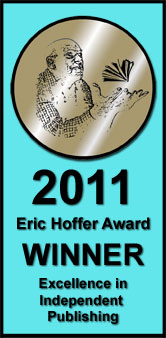 2011
Eric Hoffer Award
WINNER
Excellence in
Independent
Publishing